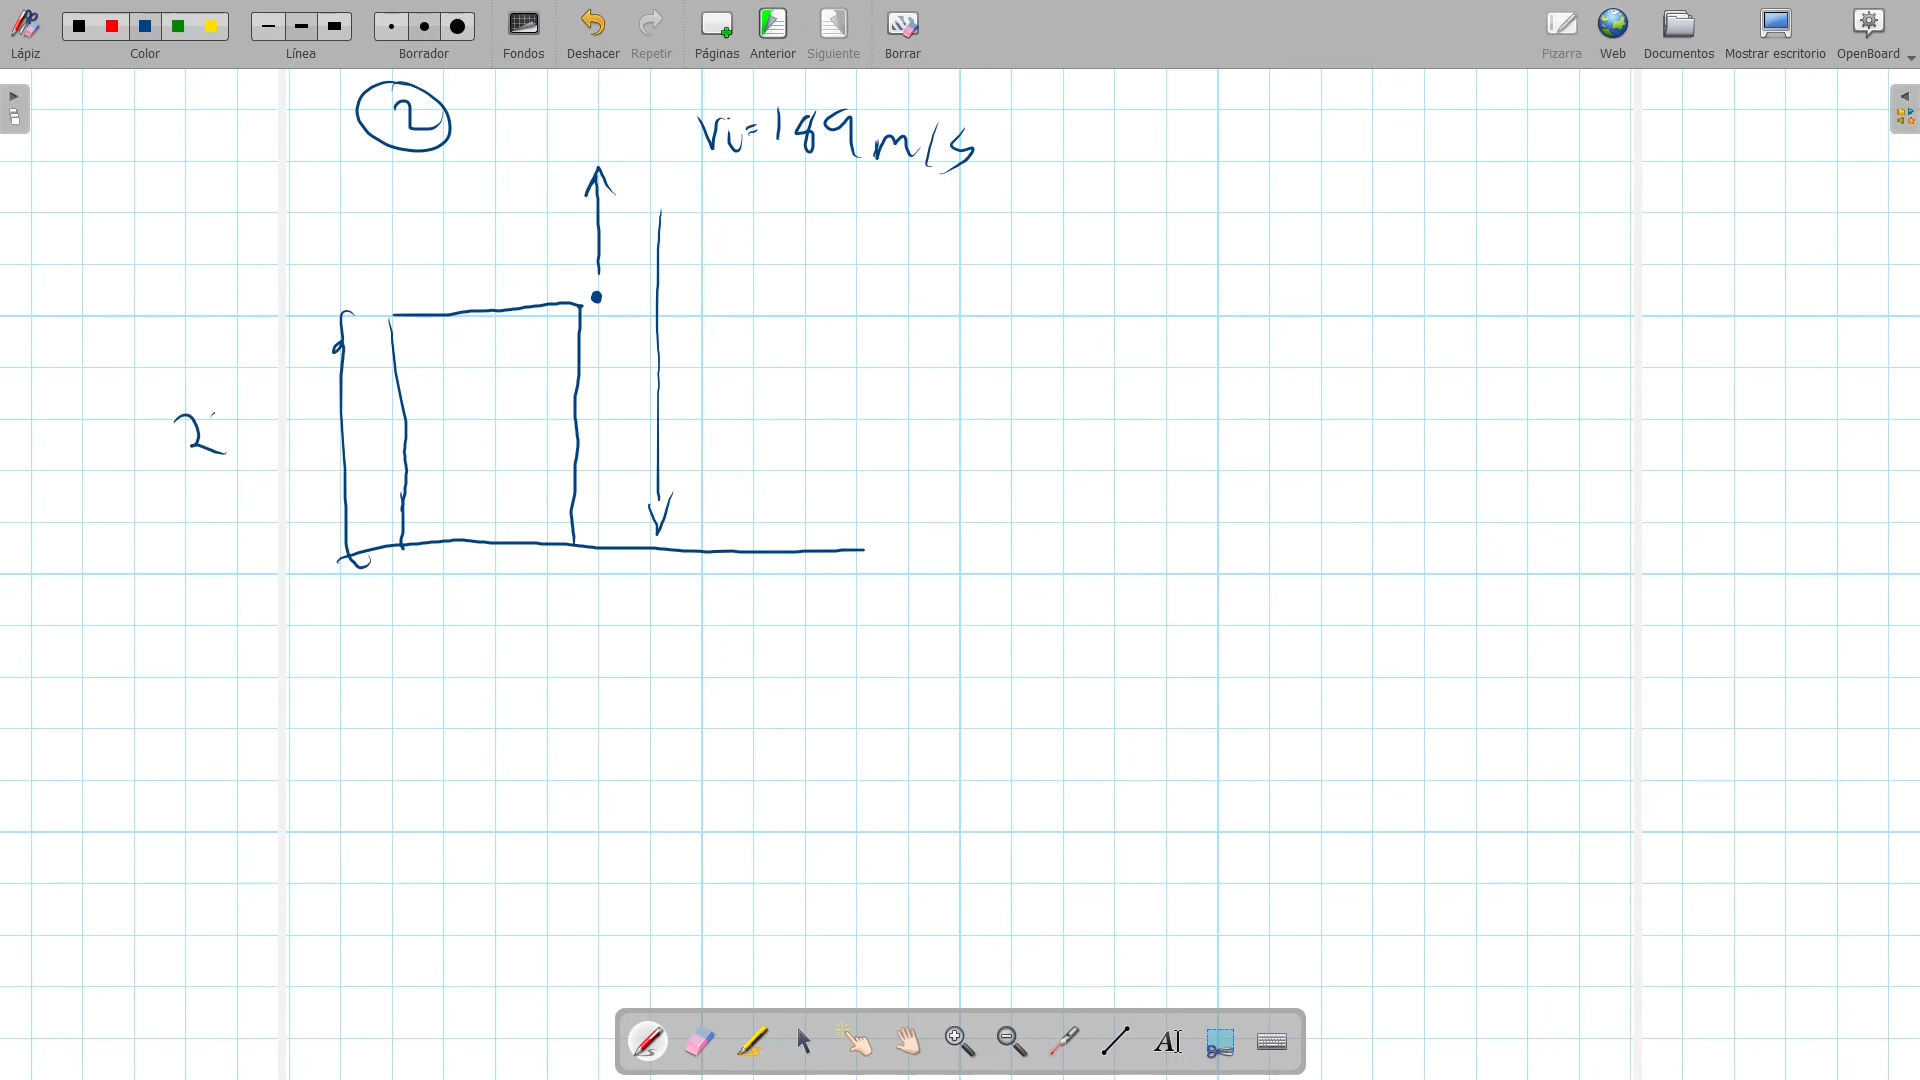 Lápiz Color Línea Borrador Fondos Deshacer Repetir Páginas Anterior Siguiente Borrar Pizarra Web Documentos Mostrar escritorio OpenBoard
2
Vi=189m/s
2